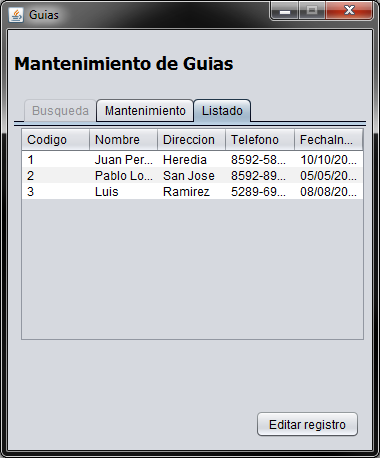 Guias
Mantenimiento de Guias
Busqueda Mantenimiento Listado
Codigo Nombre Direccion Telefono FechaIn...
1 Juan Per... Heredia 8592-58... 10/10/20...
2 Pablo Lo... San Jose 8592-89... 05/05/20...
3 Luis Ramirez 5289-69... 08/08/20...
Editar registro